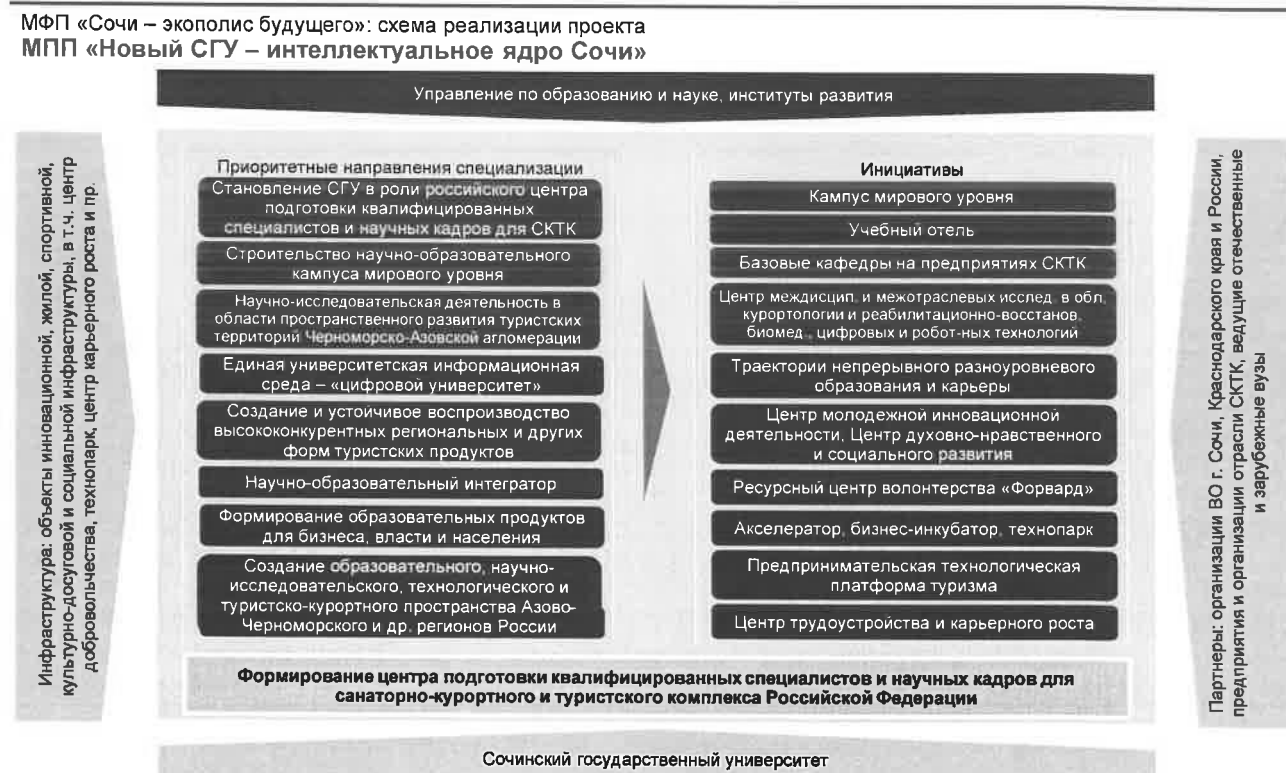 МФП «Сочи – экополис будущего»: схема реализации проекта
МПП «Новый СГУ – интеллектуальное ядро Сочи»
Управление по образованию и науке, институты развития
Инфраструктура: объекты инновационной, жилой, спортивной,
культурно-досуговой и социальной инфраструктуры, в т.ч. центр
добровольчества, технопарк, центр карьерного роста и пр.
Приоритетные направления специализации
Становление СГУ в роли российского центра
подготовки квалифицированных
специалистов и научных кадров для СКТК
Строительство научно-образовательного
кампуса мирового уровня
Научно-исследовательская деятельность в
области пространственного развития туристских
территорий Черноморско-Азовской агломерации
Единая университетская информационная
среда – «цифровой университет»
Создание и устойчивое воспроизводство
высококонкурентных региональных и других
форм туристских продуктов
Научно-образовательный интегратор
Формирование образовательных продуктов
для бизнеса, власти и населения
Создание образовательного, научно-
исследовательского, технологического и
туристско-курортного пространства Азово-
Черноморского и др. регионов России
Инициативы
Кампус мирового уровня
Учебный отель
Базовые кафедры на предприятиях СКТК
Центр междисцип. и межотраслевых исслед. в обл.
курортологии и реабилитационно-восстанов.
биомед., цифровых и робот-ных технологий
Траектории непрерывного разноуровневого
образования и карьеры
Центр молодежной инновационной
деятельности, Центр духовно-нравственного
и социального развития
Ресурсный центр волонтерства «Форвард»
Акселератор, бизнес-инкубатор, технопарк
Предпринимательская технологическая
платформа туризма
Центр трудоустройства и карьерного роста
Партнеры: организации ВО г. Сочи, Краснодарского края и России,
предприятия и организации отрасли СКТК, ведущие отечественные
и зарубежные вузы
Формирование центра подготовки квалифицированных специалистов и научных кадров для
санаторно-курортного и туристского комплекса Российской Федерации
Сочинский государственный университет